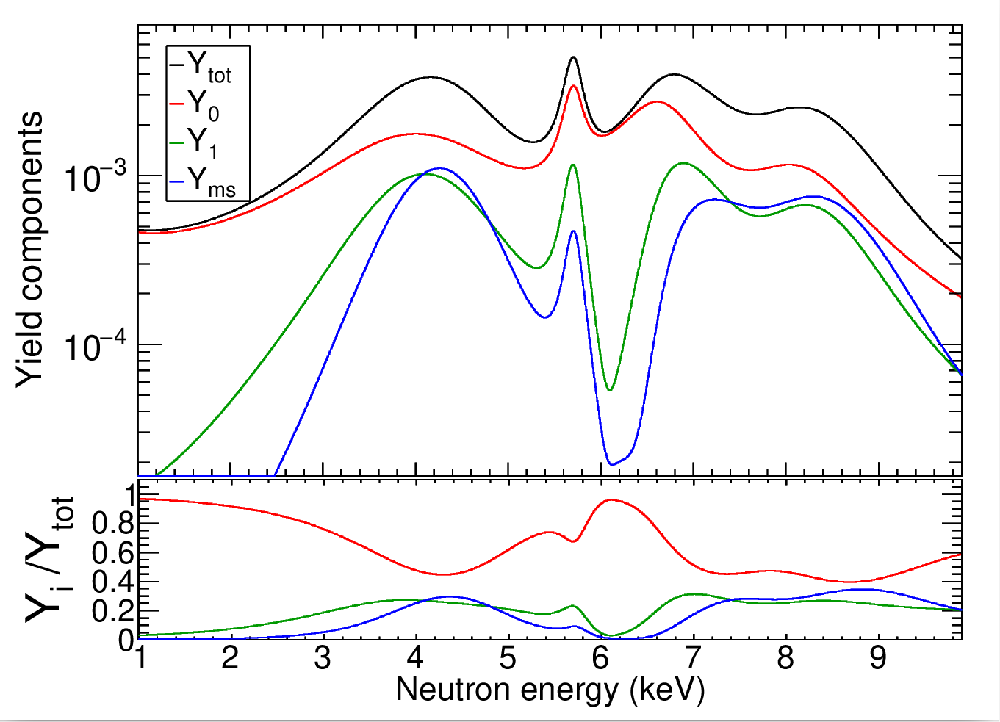 Y_tot
Y_0
Y_1
Y_ms
Yield components
10^−3
10^−4
Y_i /Y_tot
1
0.8
0.6
0.4
0.2
0
1 2 3 4 5 6 7 8 9
Neutron energy (keV)